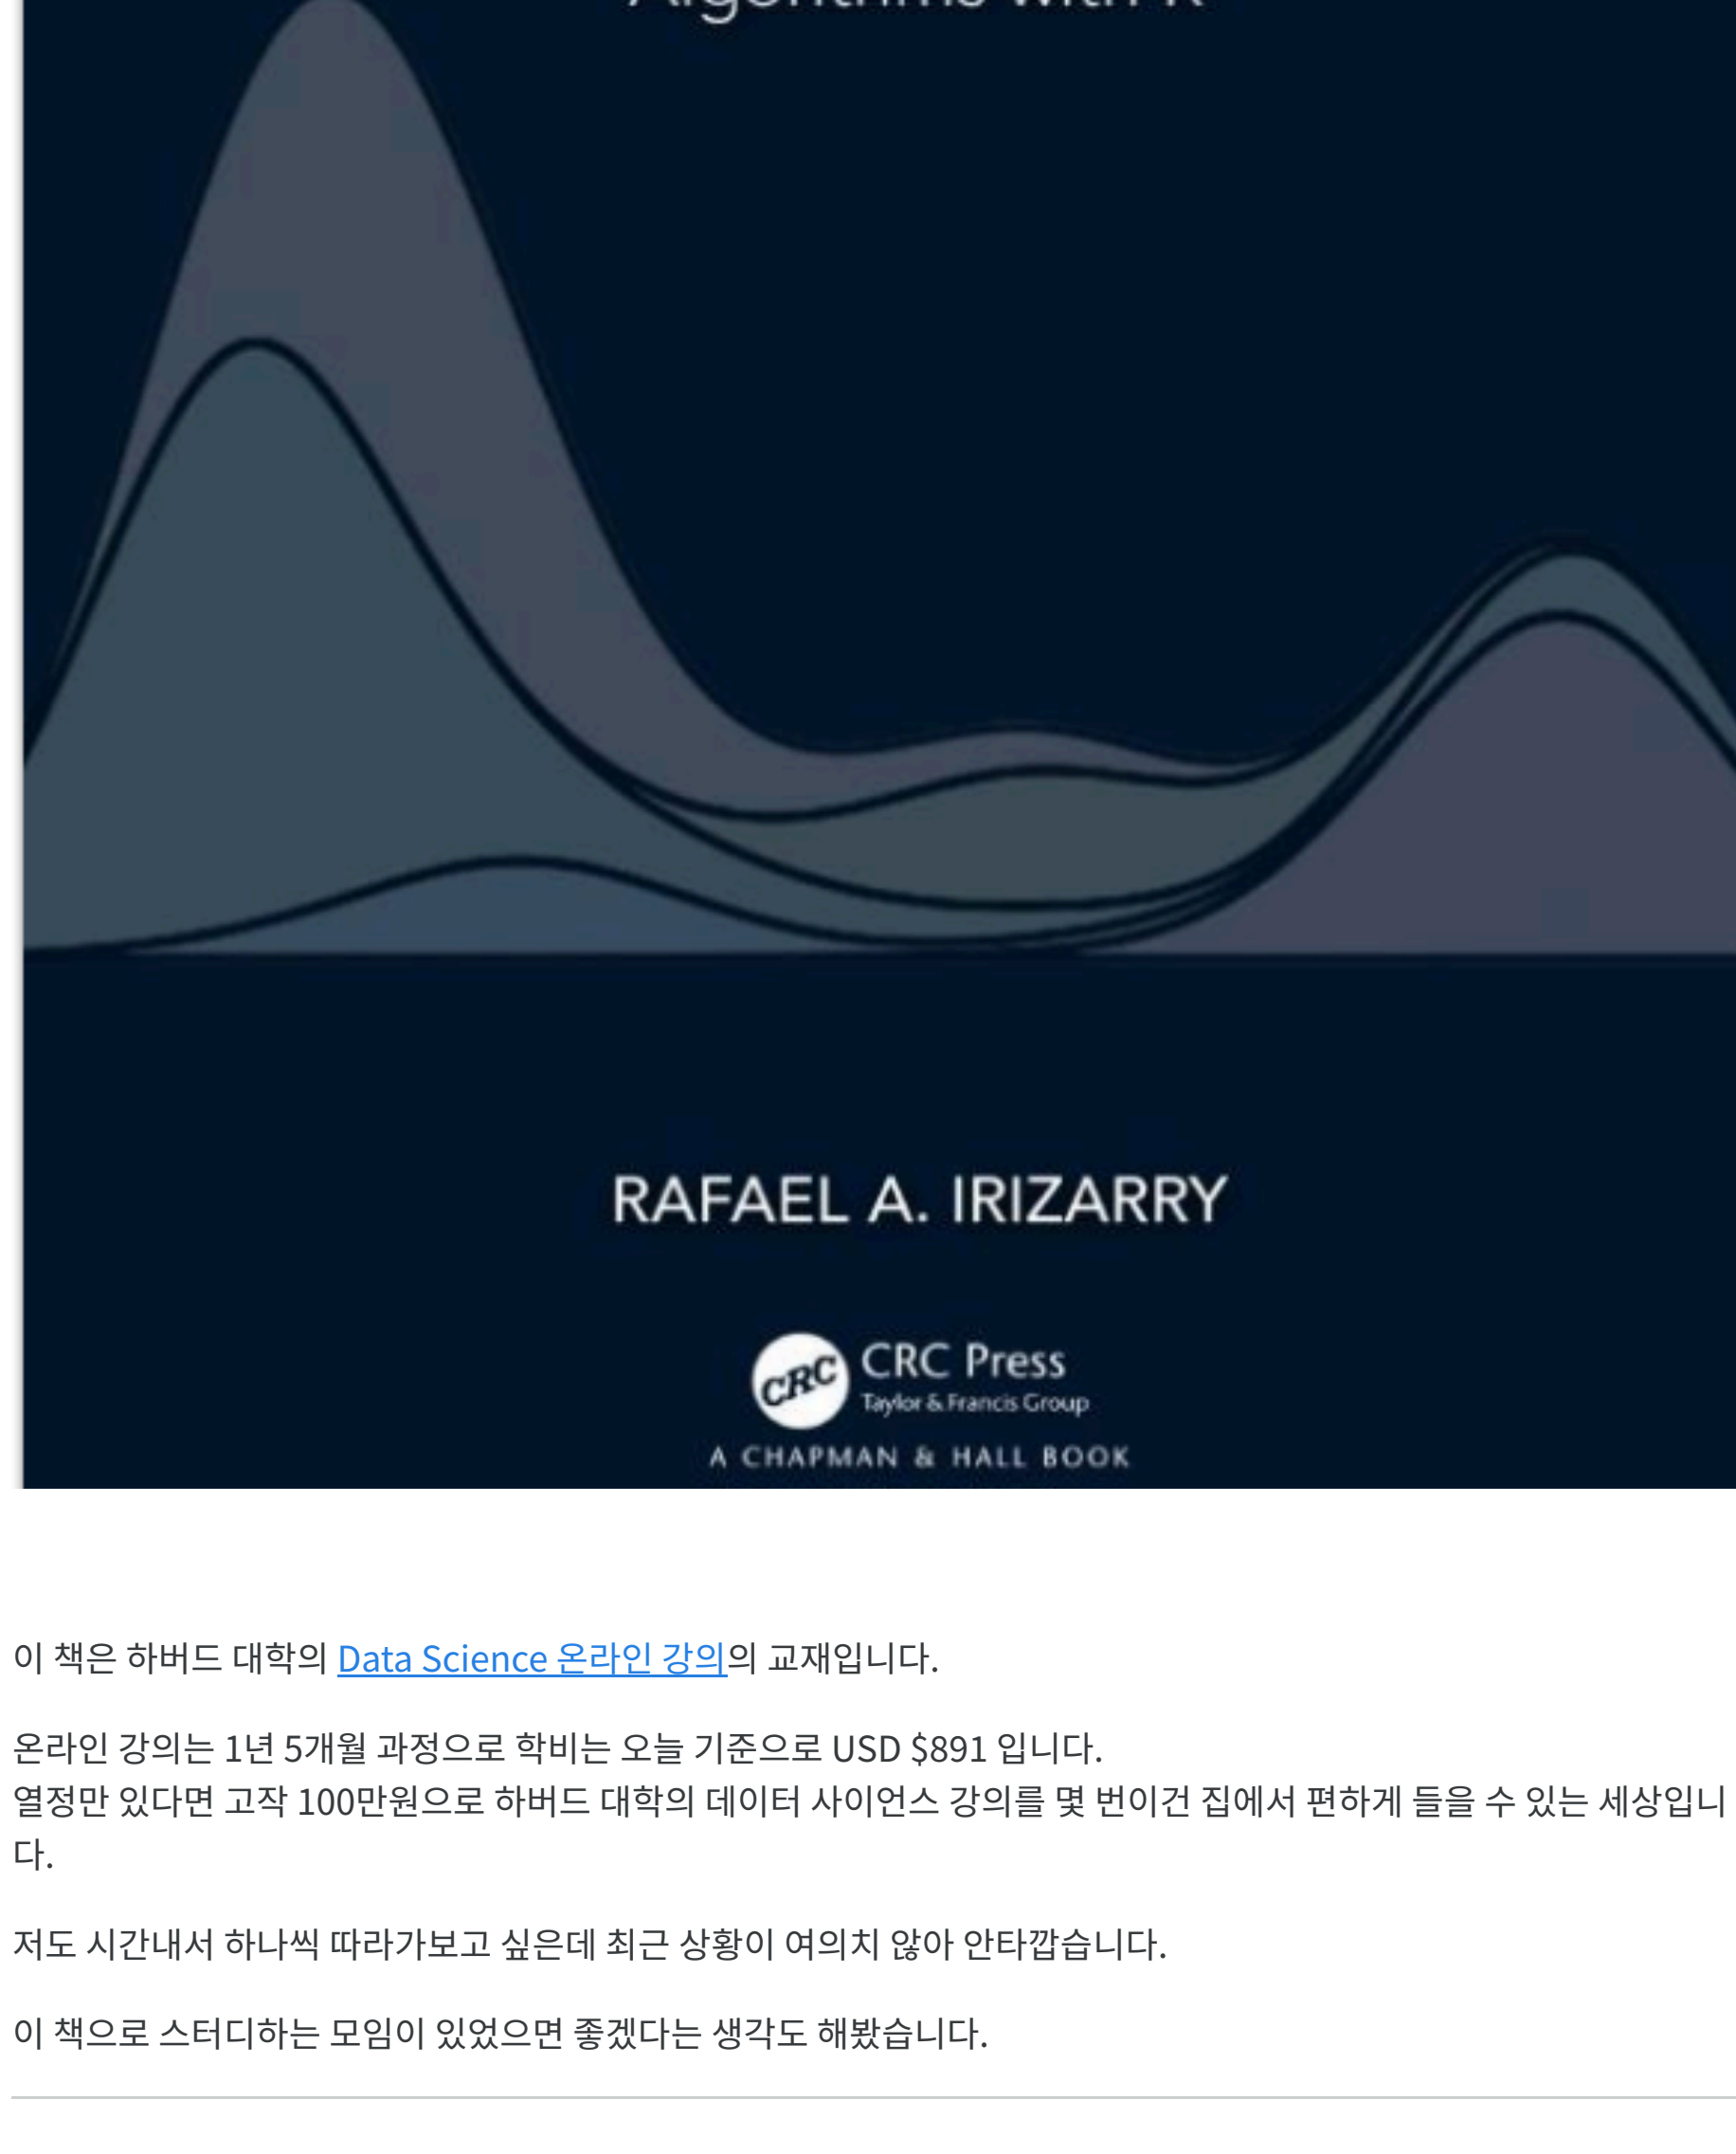 Algorithms with R
RAFAEL A. IRIZARRY
CRC
CRC Press
Taylor & Francis Group
A CHAPMAN & HALL BOOK
이 책은 하버드 대학의 Data Science 온라인 강의의 교재입니다.
온라인 강의는 1년 5개월 과정으로 학비는 오늘 기준으로 USD $891 입니다.
열정만 있다면 고작 100만원으로 하버드 대학의 데이터 사이언스 강의를 몇 번이건 집에서 편하게 들을 수 있는 세상입니
다.
저도 시간내서 하나씩 따라가보고 싶은데 최근 상황이 여의치 않아 안타깝습니다.
이 책으로 스터디하는 모임이 있었으면 좋겠다는 생각도 해봤습니다.